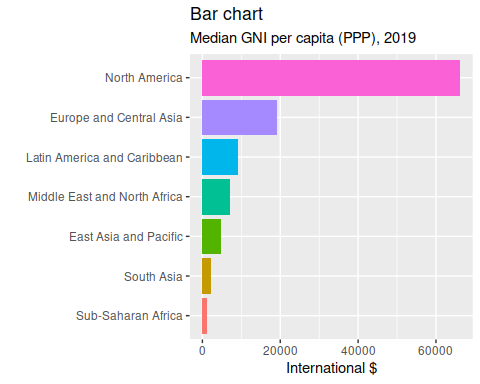 Bar chart
Median GNI per capita (PPP), 2019
North America
Europe and Central Asia
Latin America and Caribbean
Middle East and North Africa
East Asia and Pacific
South Asia
Sub-Saharan Africa
0 20000 40000 60000
International $